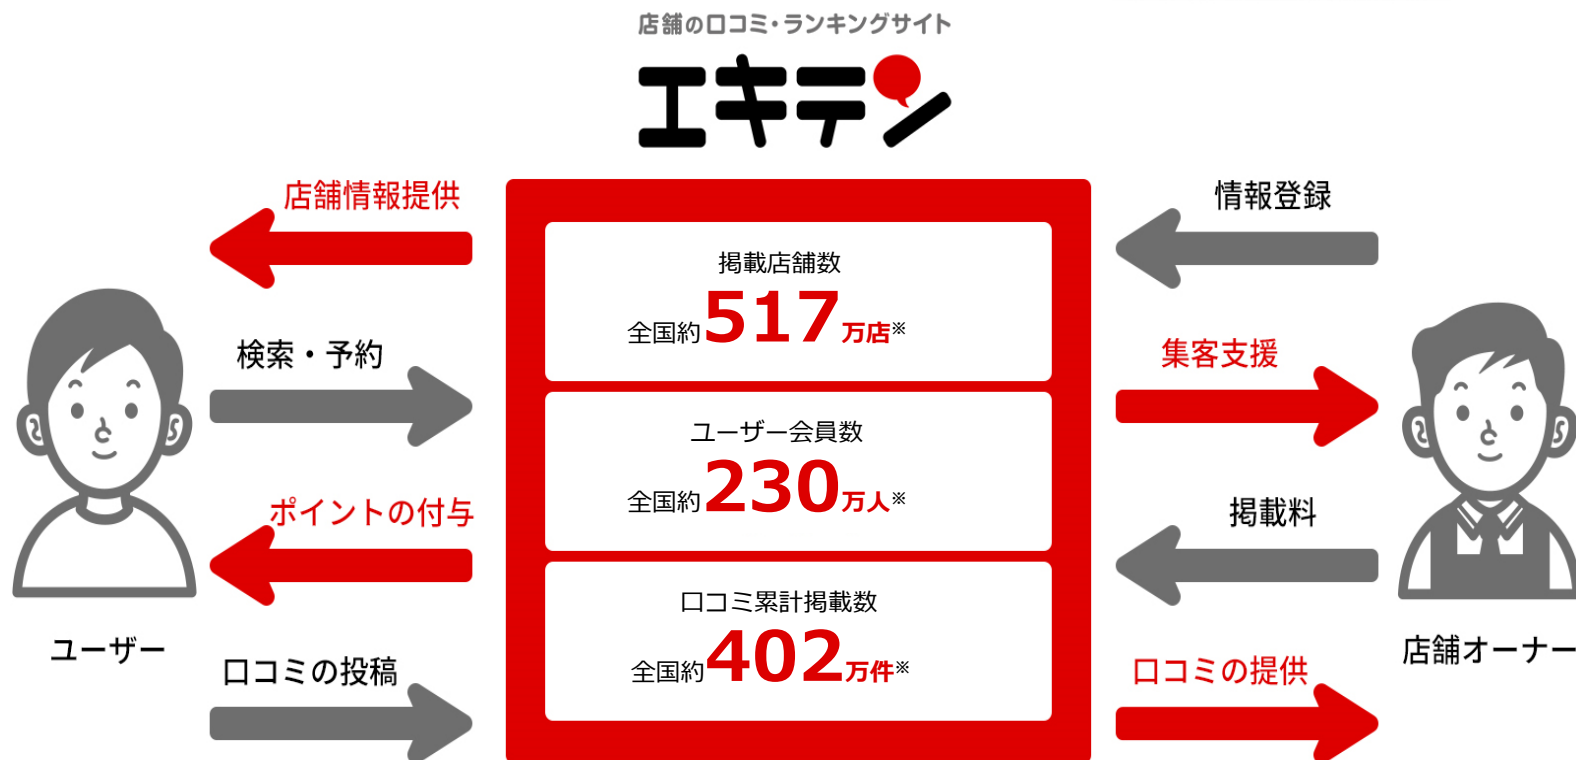 店舗の口コミ・ランキングサイト
エキテン
店舗情報提供
検索・予約
ポイントの付与
口コミの投稿
ユーザー
掲載店舗数
全国約517万店※
ユーザー会員数
全国約230万人※
口コミ累計掲載数
全国約402万件※
情報登録
集客支援
掲載料
口コミの提供
店舗オーナー